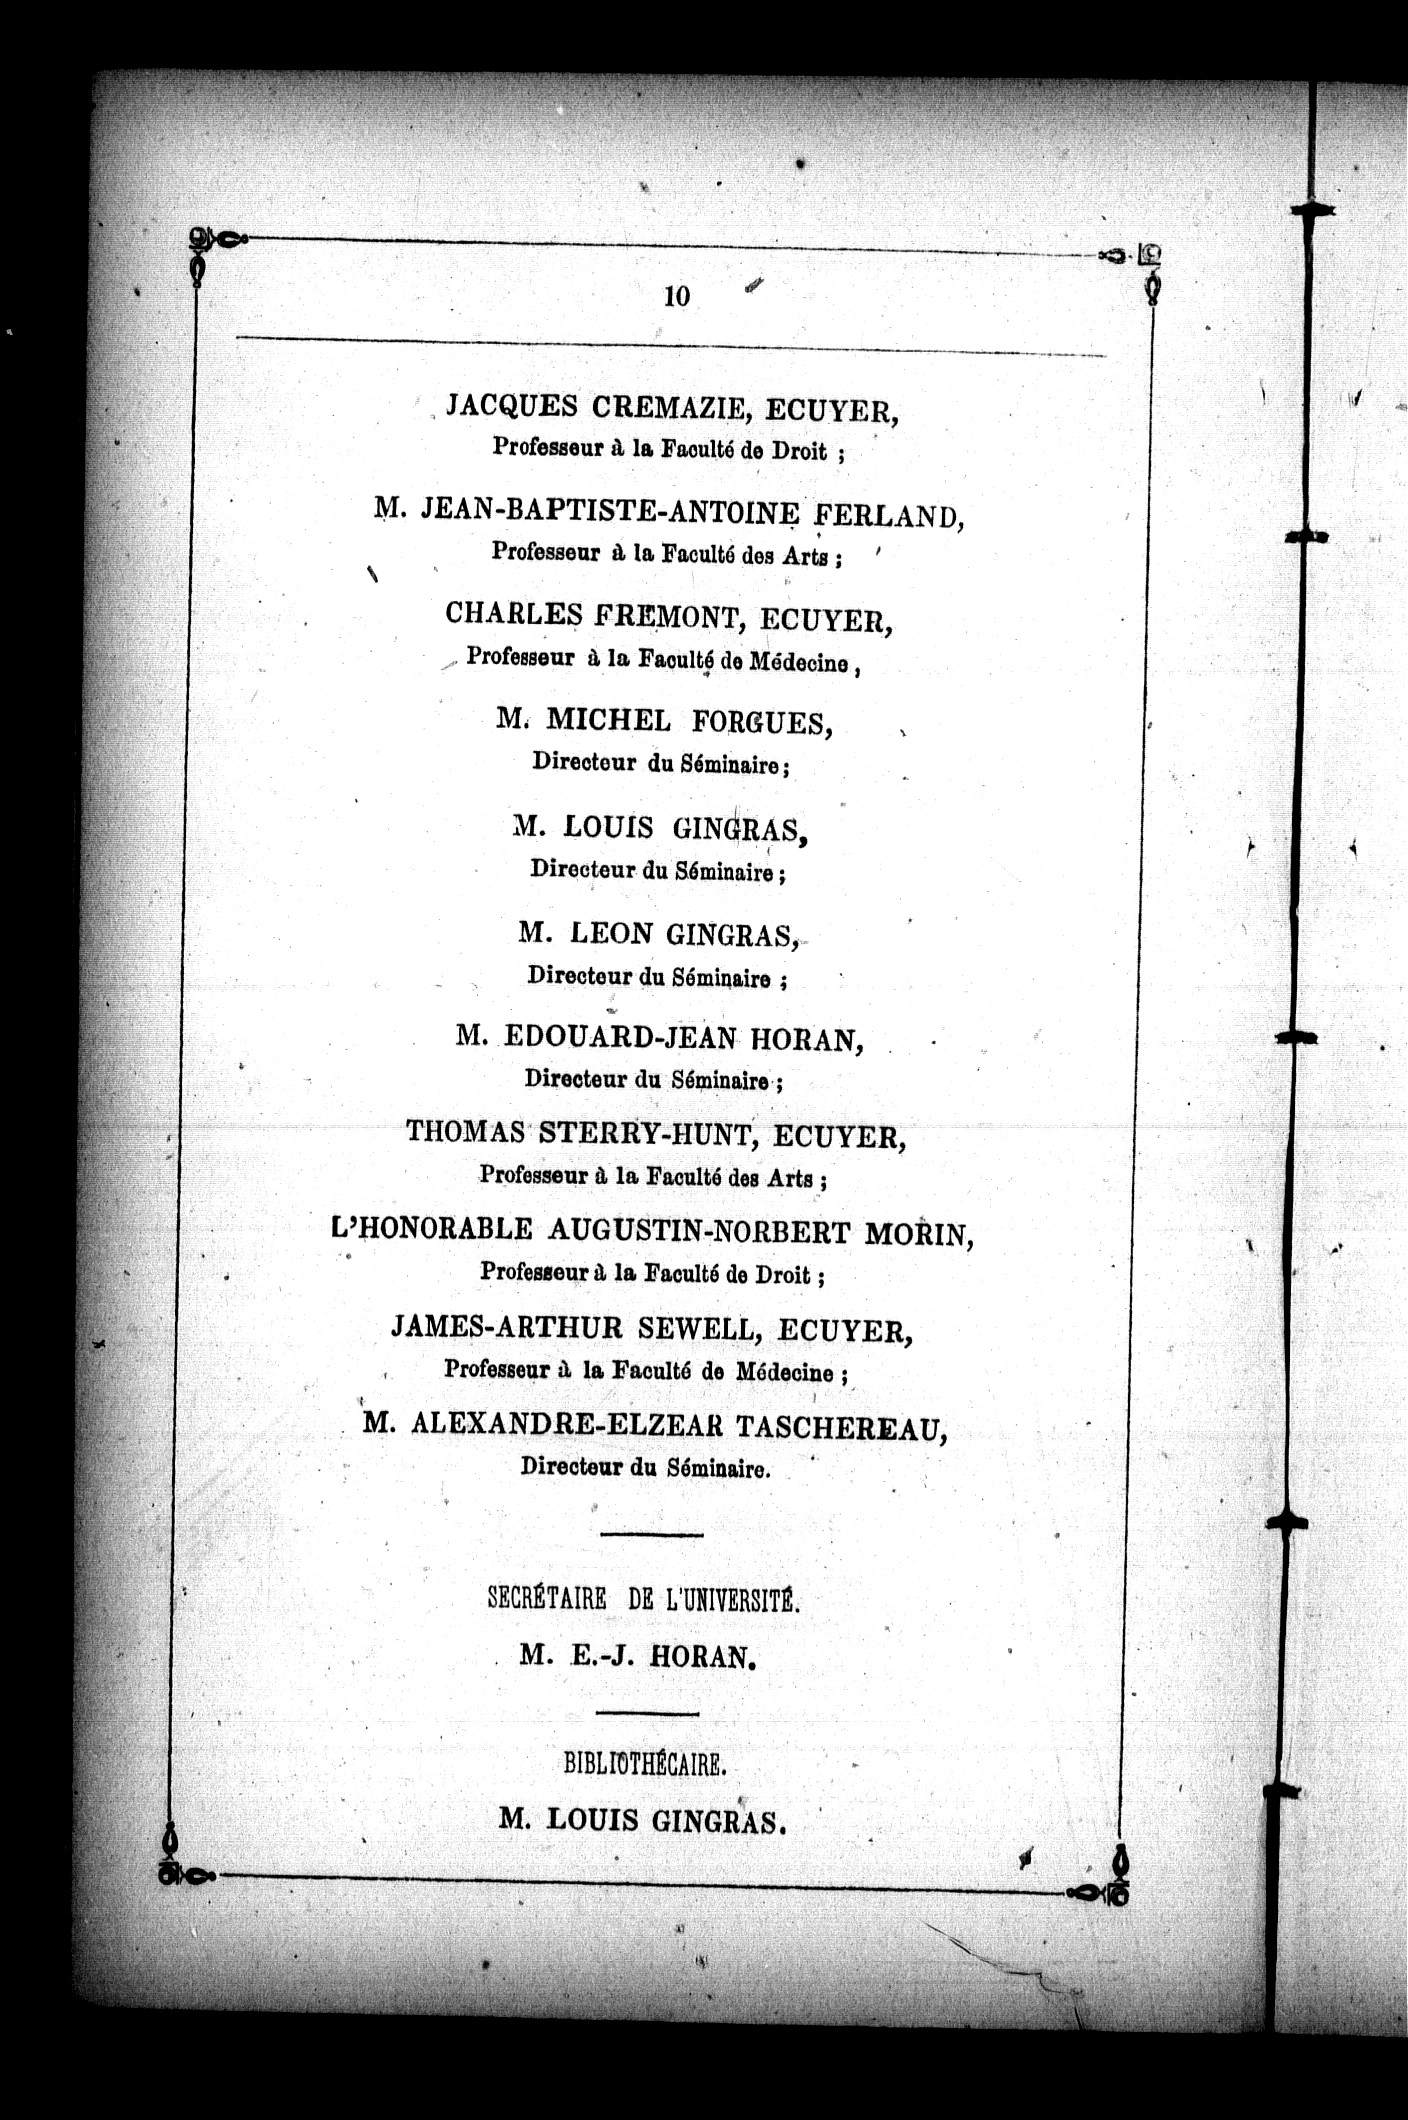 10
JACQUES CREMAZIE, ECUYER,
Professeur à la Faculté de Droit ;
M. JEAN-BAPTISTE-ANTOINE FERLAND,
Professeur à la Faculté des Arts ;
CHARLES FREMONT, ECUYER,
Professeur à la Faculté de Médecine ,
M. MICHEL FORGUES,
Directeur du Séminaire ;
M. LOUIS GINGRAS,
Directeur du Séminaire ;
M. LEON GINGRAS,
Directeur du Séminaire ;
M. EDOUARD-JEAN HORAN,
Directeur du Séminaire ;
THOMAS STERRY-HUNT, ECUYER,
Professeur à la Faculté des Arts ;
L'HONORABLE AUGUSTIN-NORBERT MORIN,
Professeur à la Faculté de Droit ;
JAMES-ARTHUR SEWELL, ECUYER,
Professeur à la Faculté de Médecine ;
M. ALEXANDRE-ELZEAR TASCHEREAU,
Directeur du Séminaire.
SECRÉTAIRE DE L'UNIVERSITÉ.
M. E.-J. HORAN.
BIBLIOTHÉCAIRE.
M. LOUIS GINGRAS.